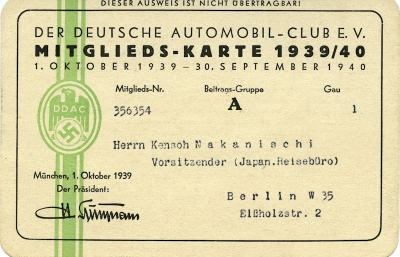 DIESER AUSWEIS IST NICHT ÜBERTRAGBAR!
DER DEUTSCHE AUTOMOBIL-CLUB E. V.
MITGLIEDS-KARTE 1939/40
1. OKTOBER 1939 – 30. SEPTEMBER 1940
Mitglieds-Nr. Beitrags-Gruppe Gau
356354 A 1
DDAC
Herrn Kensoh Nakanischi
Vorsitzender (Japan.Reisebüro)
München, 1. Oktober 1939
Der Präsident:
Berlin W 35
Eißholzstr. 2